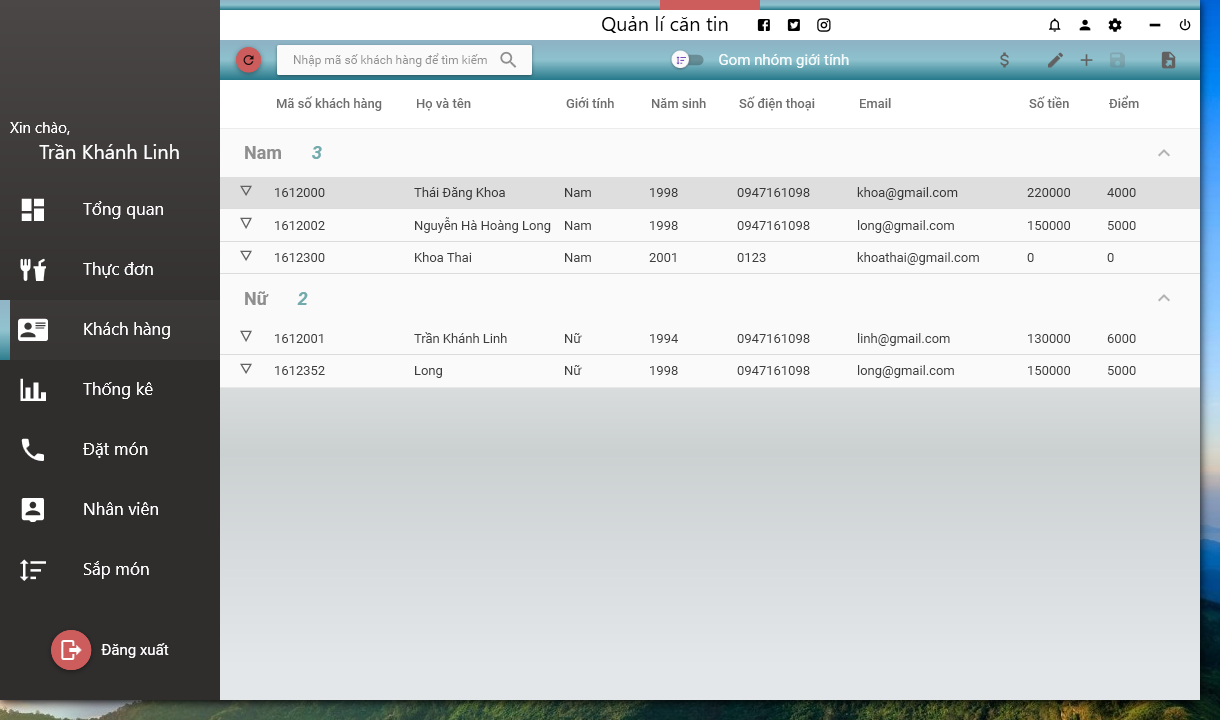 Quản lí căn tin
Xin chào,
Trần Khánh Linh
Tổng quan
Thực đơn
Khách hàng
Thống kê
Đặt món
Nhân viên
Sắp món
Đăng xuất
Nhập mã số khách hàng để tìm kiếm
Gom nhóm giới tính
Mã số khách hàng Họ và tên Giới tính Năm sinh Số điện thoại Email Số tiền Điểm
Nam 3
1612000 Thái Đăng Khoa Nam 1998 0947161098 khoa@gmail.com 220000 4000
1612002 Nguyễn Hà Hoàng Long Nam 1998 0947161098 long@gmail.com 150000 5000
1612300 Khoa Thai Nam 2001 0123 khoathai@gmail.com 0 0
Nữ 2
1612001 Trần Khánh Linh Nữ 1994 0947161098 linh@gmail.com 130000 6000
1612352 Long Nữ 1998 0947161098 long@gmail.com 150000 5000